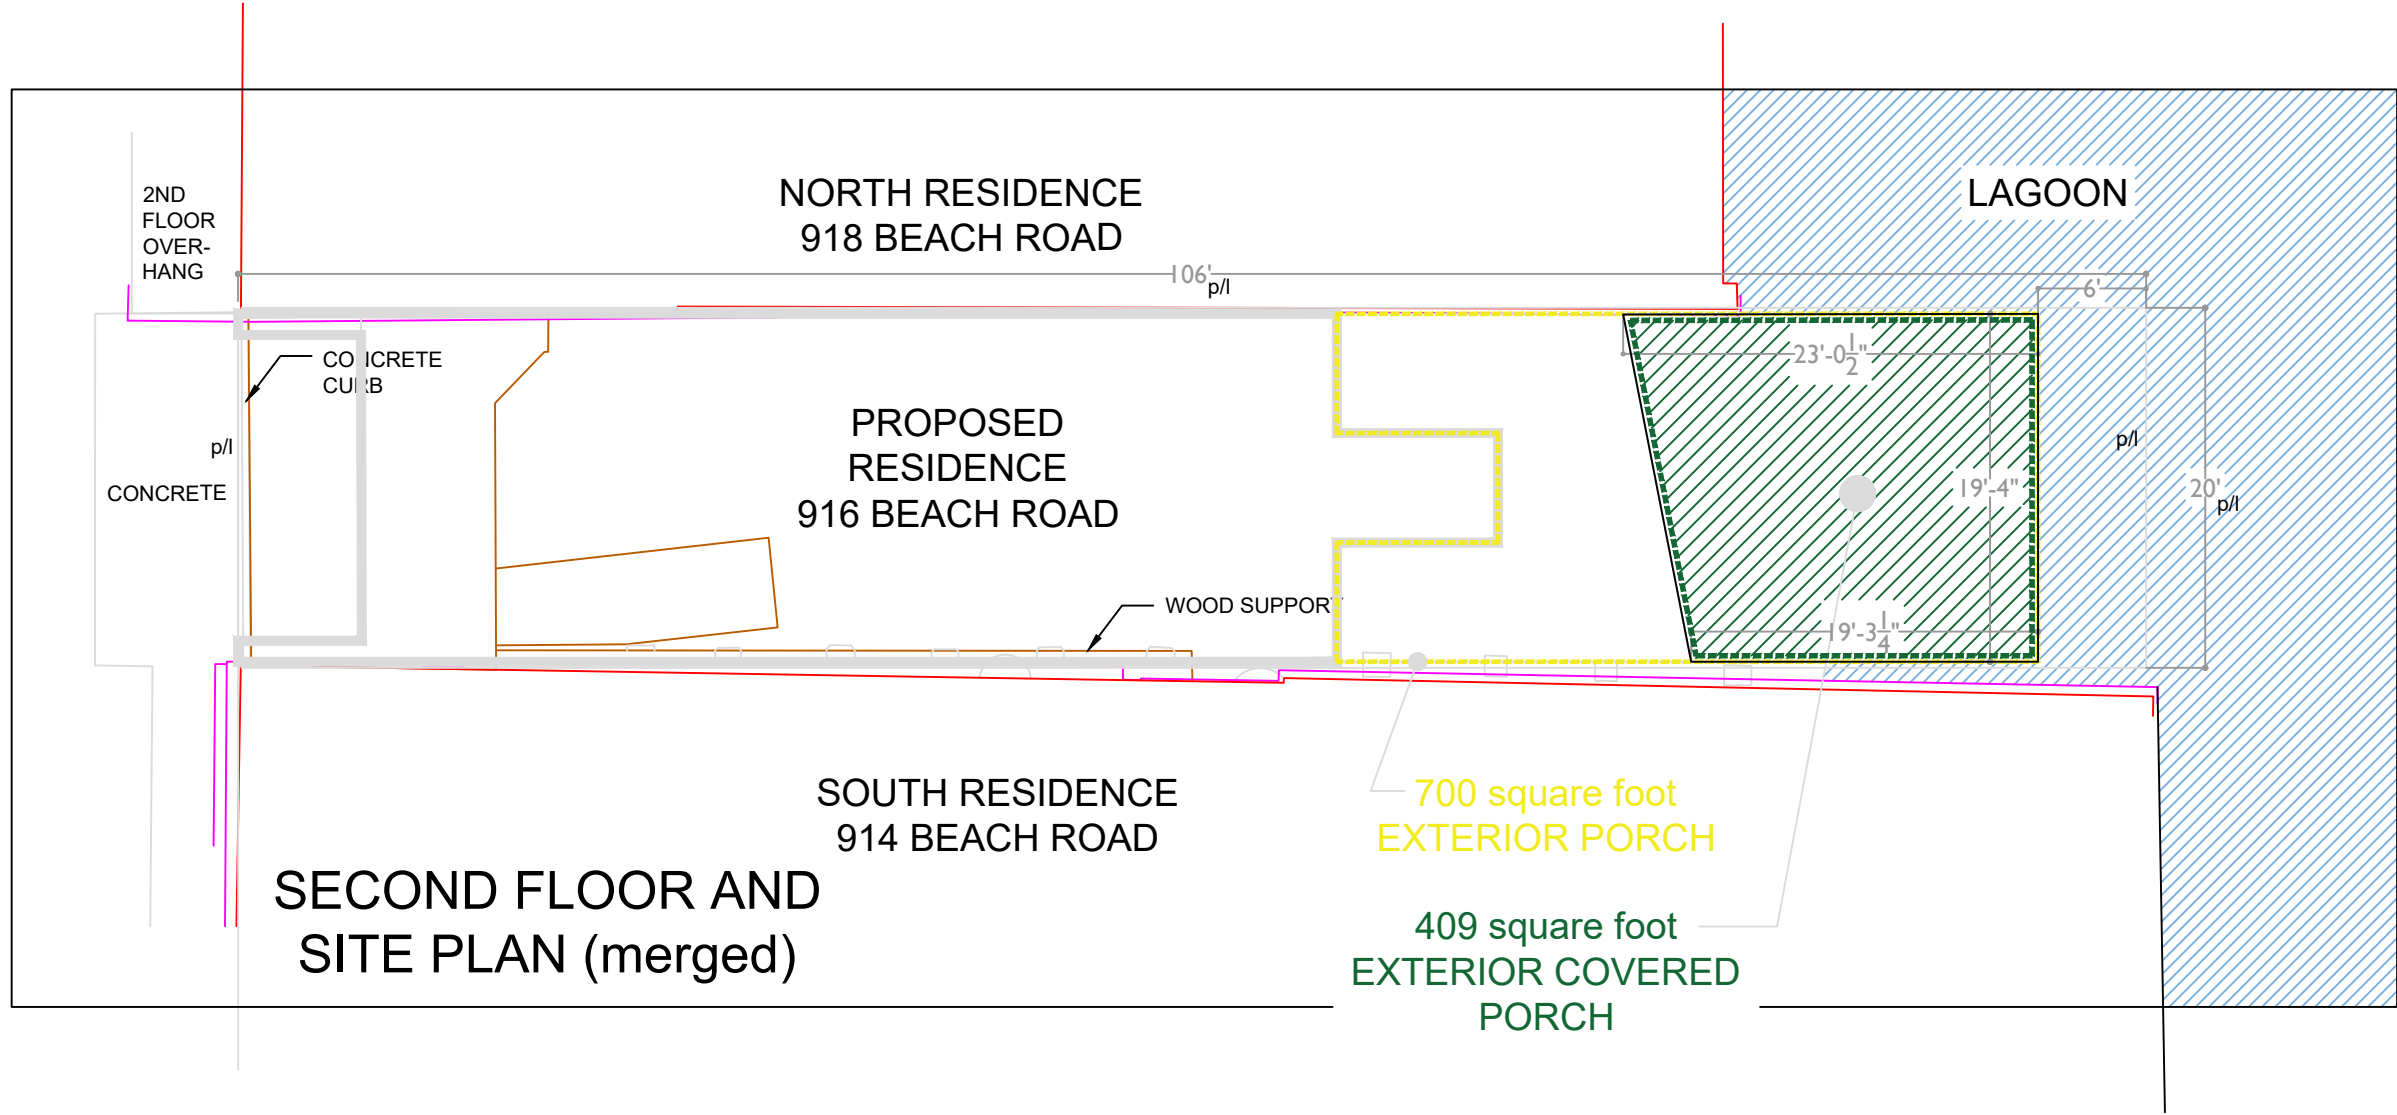 2ND
FLOOR
OVER-
HANG
NORTH RESIDENCE
918 BEACH ROAD
LAGOON
106'
p/l
6'
CONCRETE
CURB
23'-0 1/2"
p/l
CONCRETE
PROPOSED
RESIDENCE
916 BEACH ROAD
19'-4"
p/l
20'
p/l
WOOD SUPPORT
19'-3 1/4"
SOUTH RESIDENCE
914 BEACH ROAD
700 square foot
EXTERIOR PORCH
SECOND FLOOR AND
SITE PLAN (merged)
409 square foot
EXTERIOR COVERED
PORCH